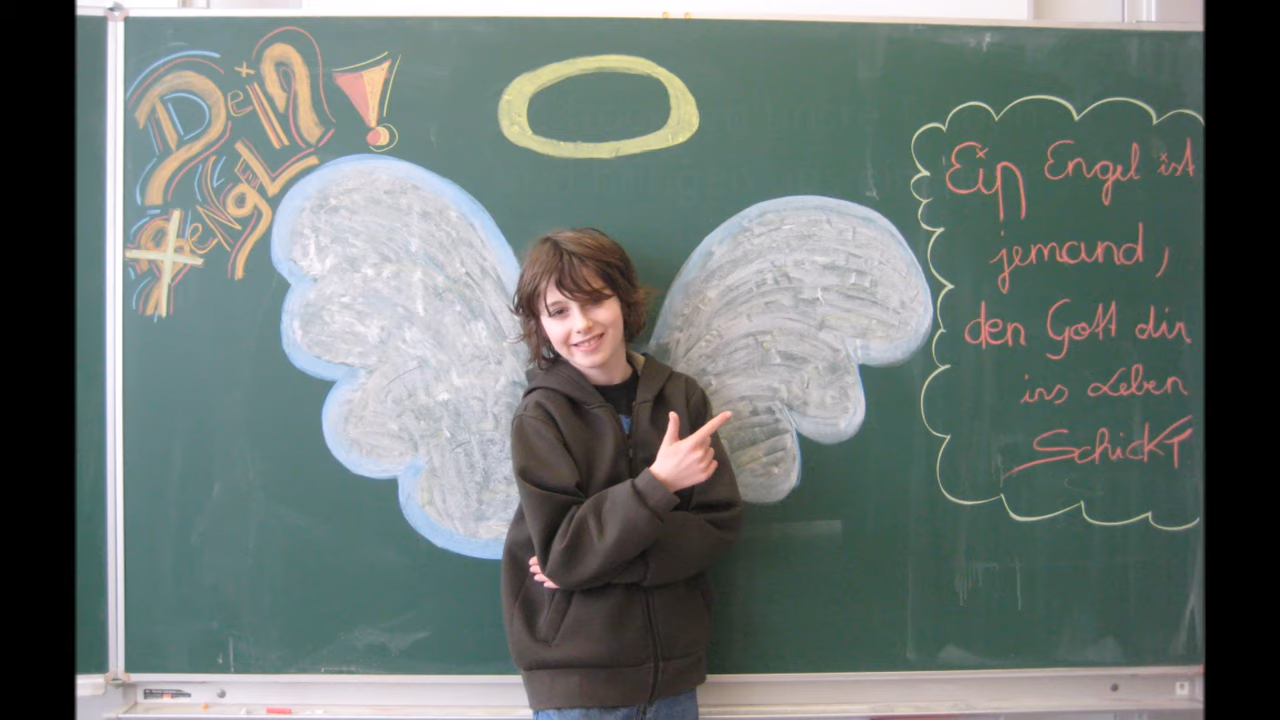 Dein
Engel!
Ein Engel ist
jemand,
den Gott dir
ins Leben
SchickT